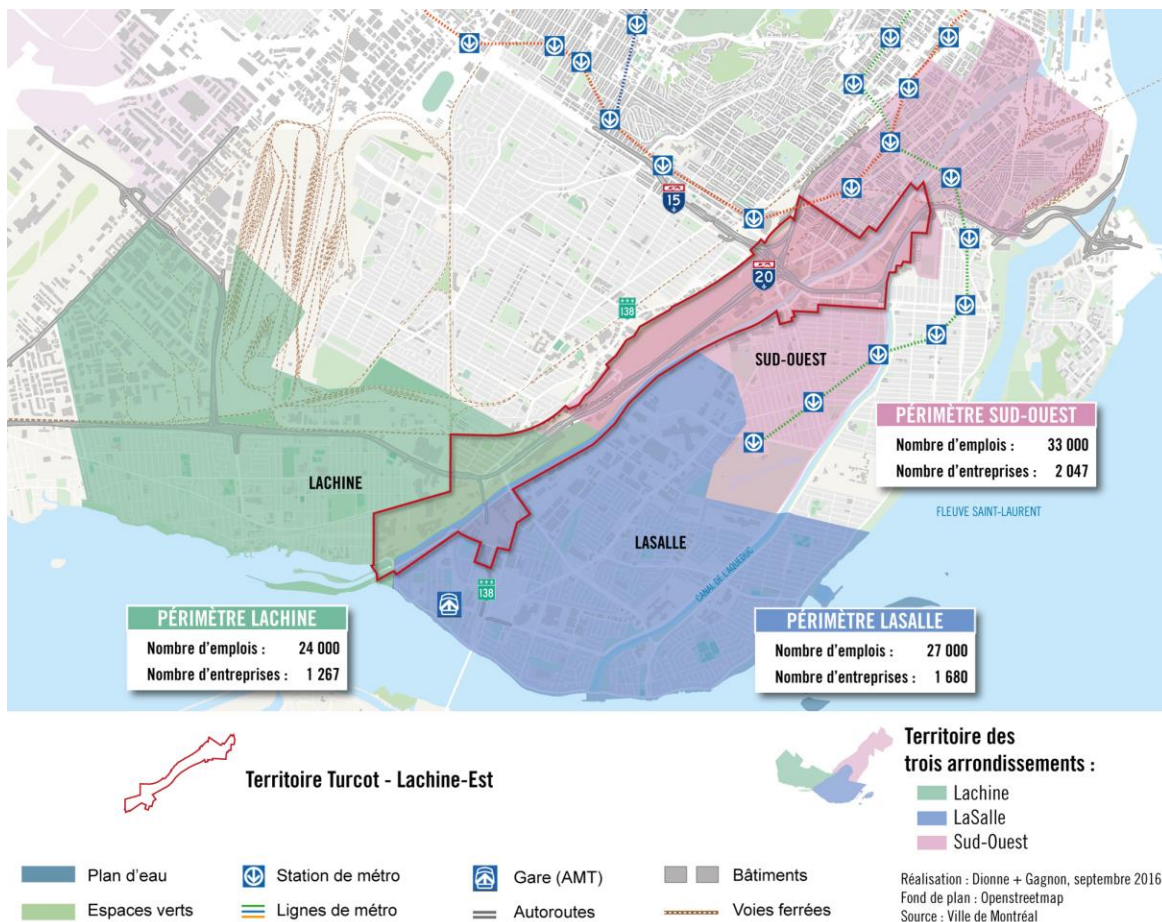 15
20
138
SUD-OUEST
PÉRIMÈTRE SUD-OUEST
Nombre d'emplois : 33 000
Nombre d'entreprises : 2 047
FLEUVE SAINT-LAURENT
LACHINE
LASALLE
CANAL DE L'AQUEDUC
138
PÉRIMÈTRE LACHINE
Nombre d'emplois : 24 000
Nombre d'entreprises : 1 267
PÉRIMÈTRE LASALLE
Nombre d'emplois : 27 000
Nombre d'entreprises : 1 680
Territoire Turcot - Lachine-Est
Territoire des
trois arrondissements :
Lachine
LaSalle
Sud-Ouest
Plan d'eau
Station de métro
Gare (AMT)
Bâtiments
Espaces verts
Lignes de métro
Autoroutes
Voies ferrées
Réalisation : Dionne + Gagnon, septembre 2016
Fond de plan : Openstreetmap
Source : Ville de Montréal